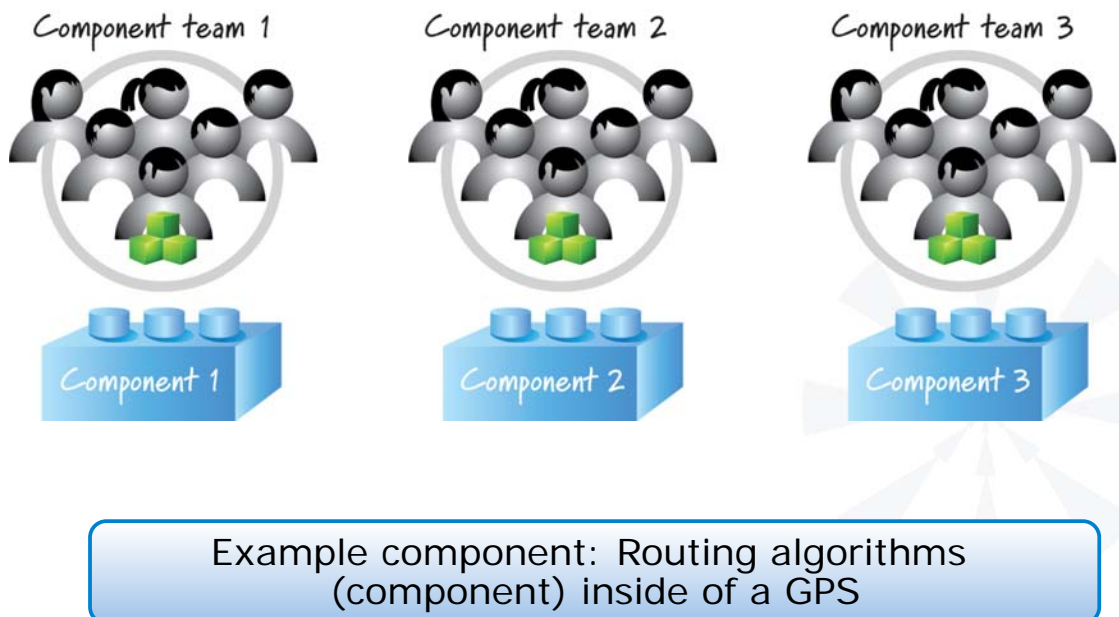 Component team 1
Component team 2
Component team 3
Component 1
Component 2
Component 3
Example component: Routing algorithms
(component) inside of a GPS